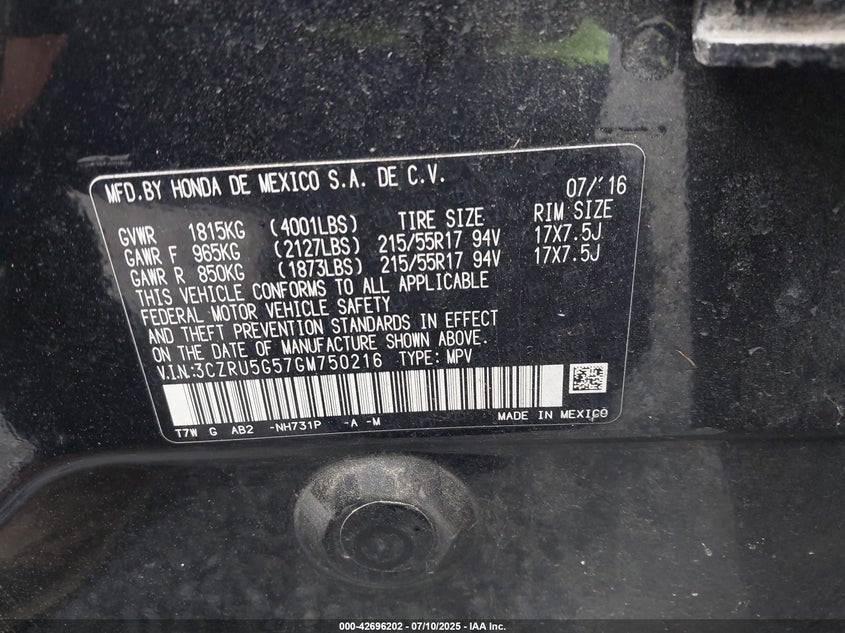 MFD.BY HONDA DE MEXICO S.A. DE C.V. 07/'16
GVWR 1815KG (4001LBS) TIRE SIZE RIM SIZE
GAWR F 965KG (2127LBS) 215/55R17 94V 17X7.5J
GAWR R 850KG (1873LBS) 215/55R17 94V 17X7.5J
THIS VEHICLE CONFORMS TO ALL APPLICABLE
FEDERAL MOTOR VEHICLE SAFETY
AND THEFT PREVENTION STANDARDS IN EFFECT
ON THE DATE OF MANUFACTURE SHOWN ABOVE.
V.I.N.3CZRU5G57GM750216 TYPE: MPV
T7W G AB2 -NH731P -A -M MADE IN MEXICO
000-42696202 / 07/10/2025 - IAA Inc.